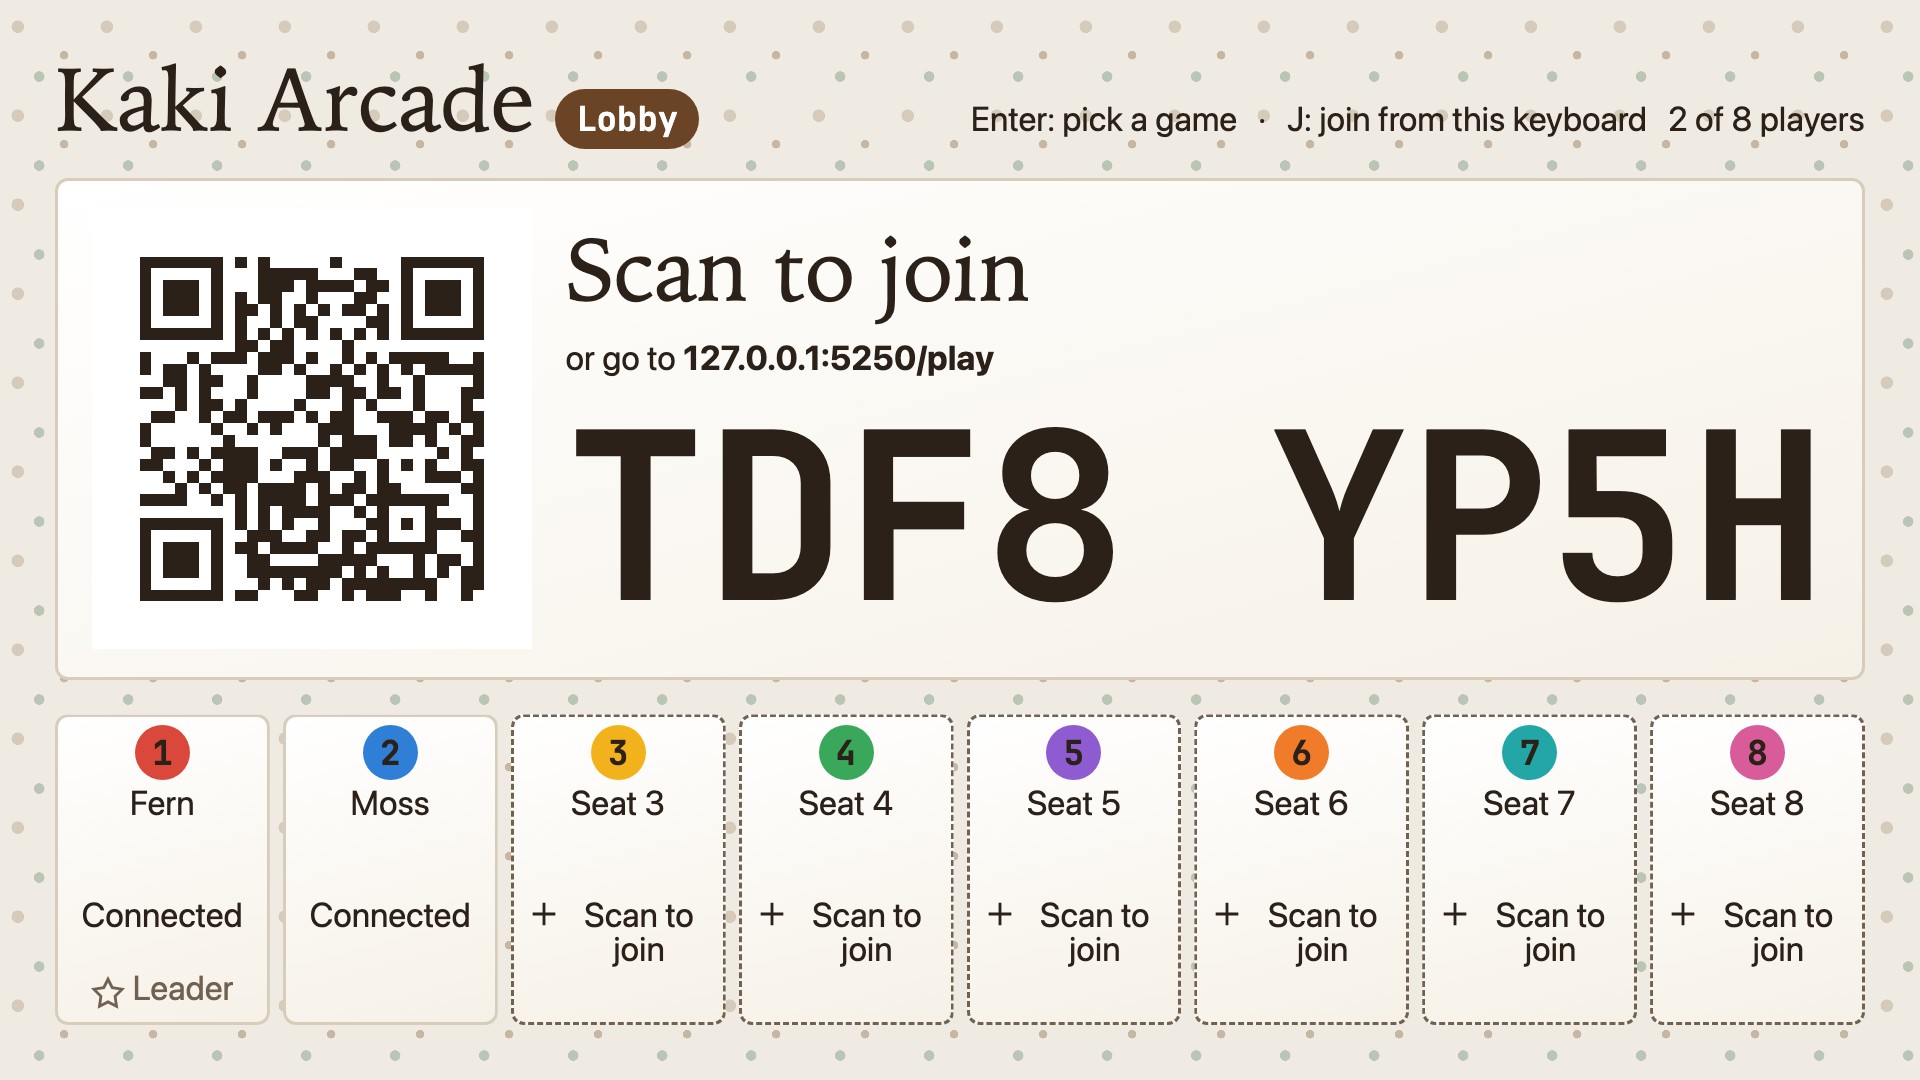 Kaki Arcade Lobby
Enter: pick a game · J: join from this keyboard 2 of 8 players
Scan to join
or go to 127.0.0.1:5250/play
TDF8 YP5H
1
Fern
Connected
Leader
2
Moss
Connected
3
Seat 3
+ Scan to
join
4
Seat 4
+ Scan to
join
5
Seat 5
+ Scan to
join
6
Seat 6
+ Scan to
join
7
Seat 7
+ Scan to
join
8
Seat 8
+ Scan to
join